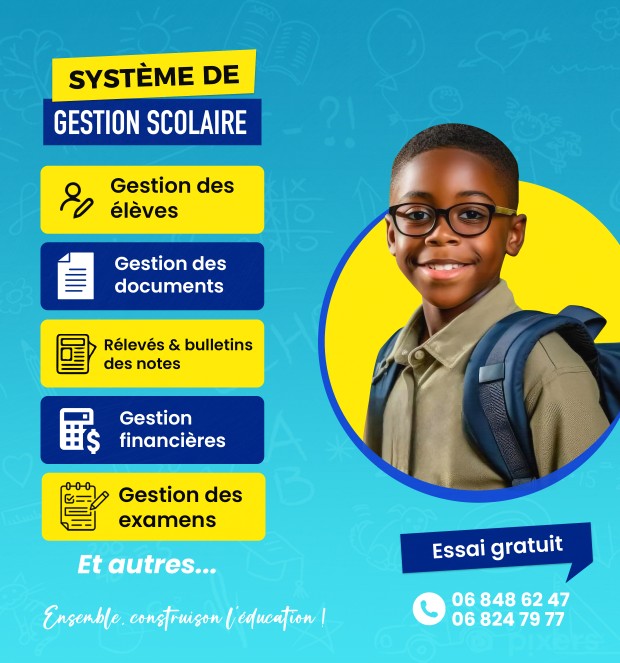 SYSTÈME DE
GESTION SCOLAIRE
Gestion des
élèves
Gestion des
documents
Rélevés & bulletins
des notes
Gestion
financières
Gestion des
examens
Et autres...
Ensemble, construison l'éducation !
Essai gratuit
06 848 62 47
06 824 79 77